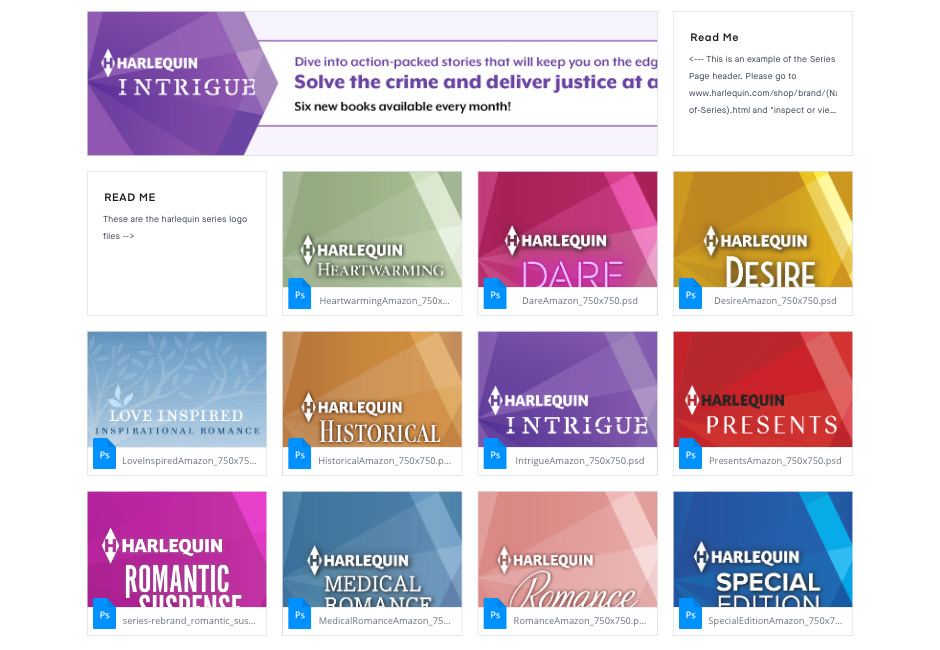 HARLEQUIN
INTRIGUE
Dive into action-packed stories that will keep you on the edg
Solve the crime and deliver justice at a
Six new books available every month!
Read Me
<--- This is an example of the Series
Page header. Please go to
www.harlequin.com/shop/brand/(Na
of-Series).html and "inspect or vie...
READ ME
These are the harlequin series logo
files -->
HARLEQUIN
HEARTWARMING
Ps
HeartwarmingAmazon_750x...
HARLEQUIN
DARE
Ps
DareAmazon_750x750.psd
HARLEQUIN
DESIRE
Ps
DesireAmazon_750x750.psd
LOVE INSPIRED
INSPIRATIONAL ROMANCE
Ps
LoveInspiredAmazon_750x75...
HARLEQUIN
HISTORICAL
Ps
HistoricalAmazon_750x750.p...
HARLEQUIN
INTRIGUE
Ps
IntrigueAmazon_750x750.psd
HARLEQUIN
PRESENTS
Ps
PresentsAmazon_750x750.psd
HARLEQUIN
ROMANTIC
SUSPENSE
Ps
series-rebrand_romantic_sus...
HARLEQUIN
MEDICAL
ROMANCE
Ps
MedicalRomanceAmazon_75...
HARLEQUIN
Romance
Ps
RomanceAmazon_750x750.p...
HARLEQUIN
SPECIAL
EDITION
Ps
SpecialEditionAmazon_750x7...